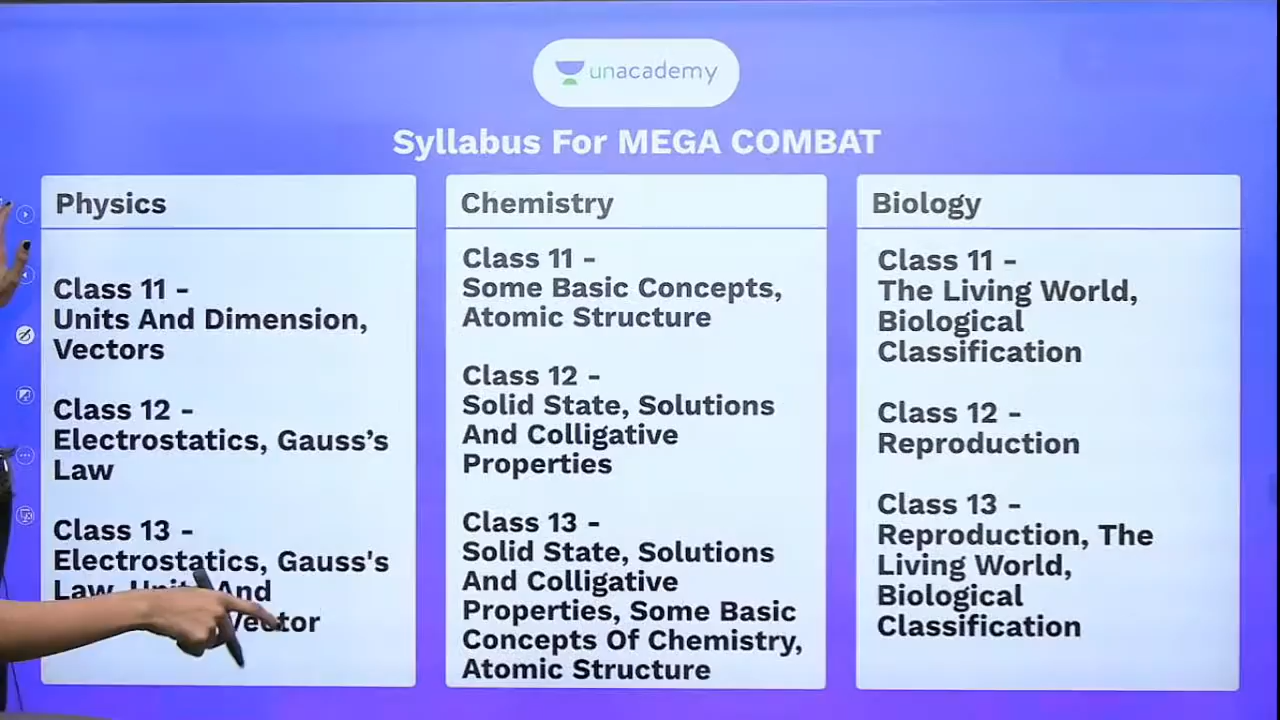 unacademy
Syllabus For MEGA COMBAT
Physics
Class 11 -
Units And Dimension,
Vectors
Class 12 -
Electrostatics, Gauss’s
Law
Class 13 -
Electrostatics, Gauss's
Law, And
Vector
Chemistry
Class 11 -
Some Basic Concepts,
Atomic Structure
Class 12 -
Solid State, Solutions
And Colligative
Properties
Class 13 -
Solid State, Solutions
And Colligative
Properties, Some Basic
Concepts Of Chemistry,
Atomic Structure
Biology
Class 11 -
The Living World,
Biological
Classification
Class 12 -
Reproduction
Class 13 -
Reproduction, The
Living World,
Biological
Classification